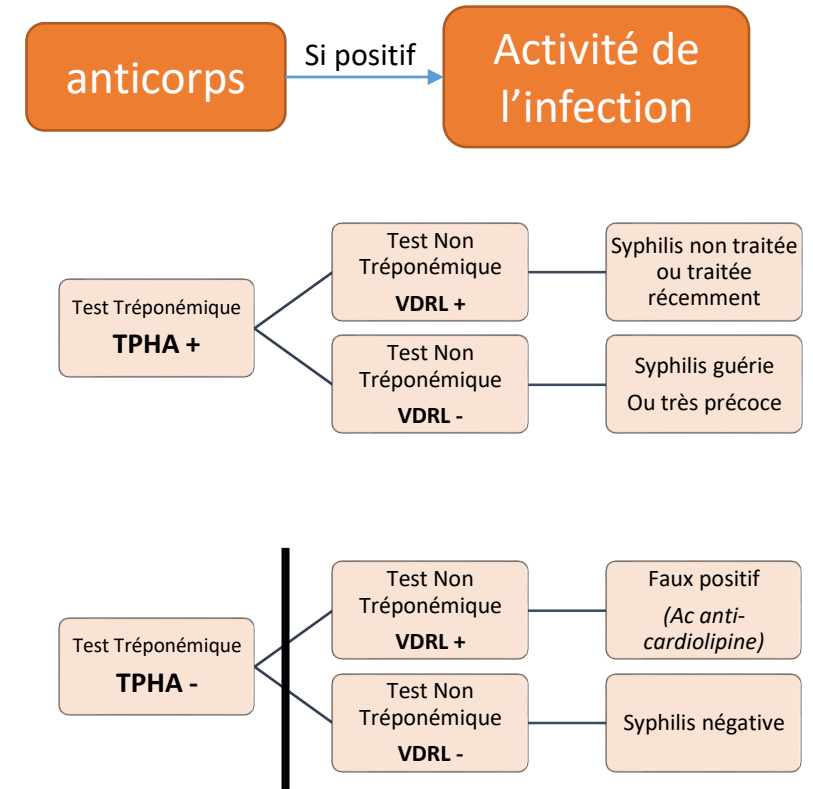 anticorps
Si positif
Activité de
l’infection
Test Tréponémique
TPHA +
Test Non
Tréponémique
VDRL +
Syphilis non traitée
ou traitée
récemment
Test Non
Tréponémique
VDRL -
Syphilis guérie
Ou très précoce
Test Tréponémique
TPHA -
Test Non
Tréponémique
VDRL +
Faux positif
(Ac anti-
cardiolipine)
Test Non
Tréponémique
VDRL -
Syphilis négative